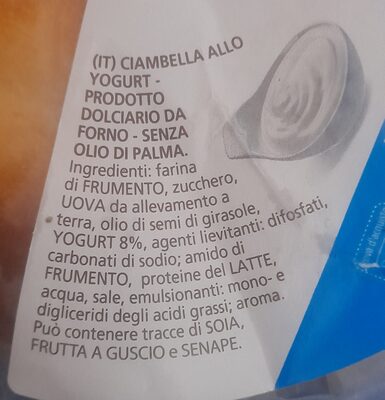 (IT) CIAMBELLA ALLO
YOGURT -
PRODOTTO
DOLCIARIO DA
FORNO - SENZA
OLIO DI PALMA.
Ingredienti: farina
di FRUMENTO, zucchero,
UOVA da allevamento a
terra, olio di semi di girasole,
YOGURT 8%, agenti lievitanti: difosfati,
carbonati di sodio; amido di
FRUMENTO, proteine del LATTE,
acqua, sale, emulsionanti: mono- e
digliceridi degli acidi grassi; aroma.
Può contenere tracce di SOIA,
FRUTTA A GUSCIO e SENAPE.